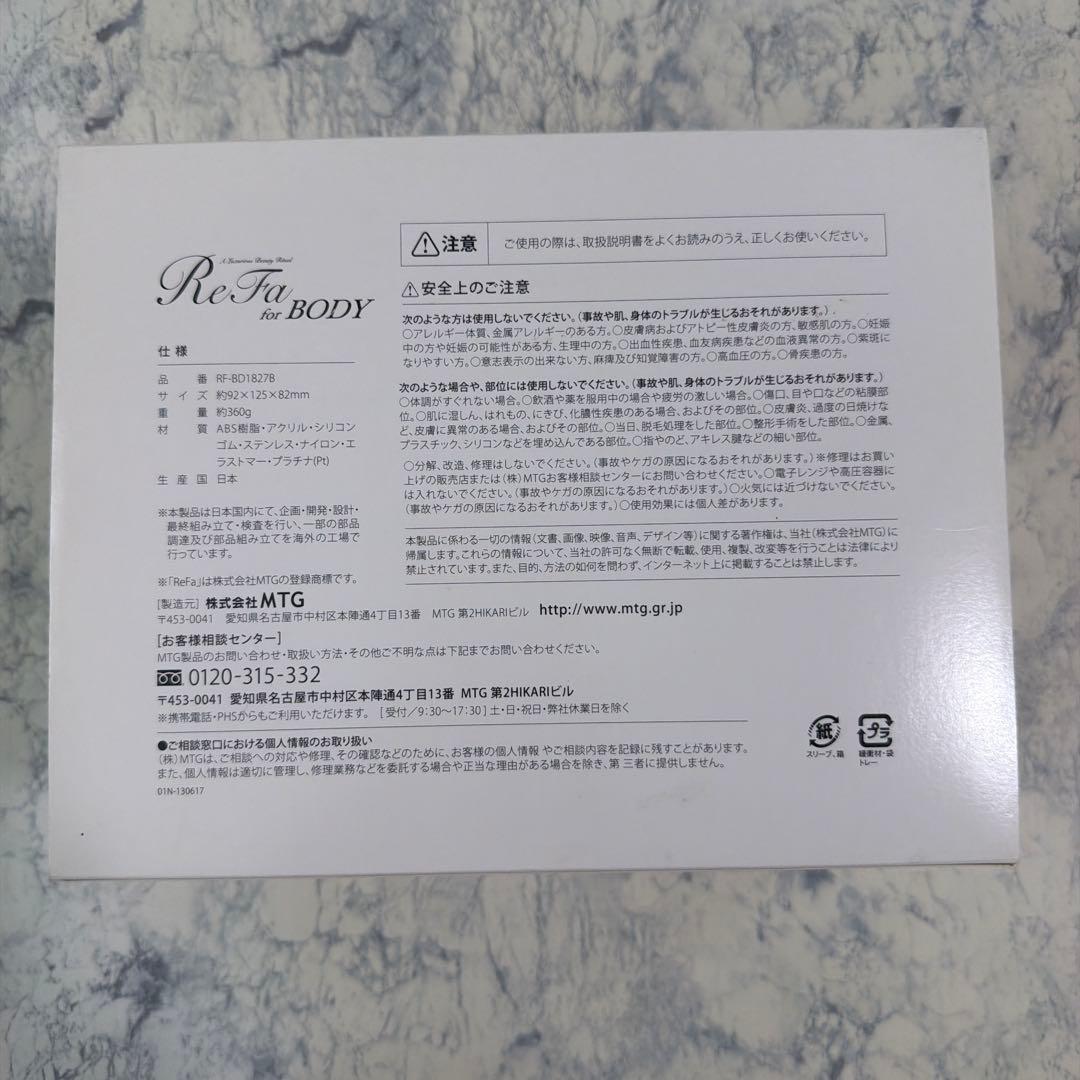 A Luxurious Beauty Ritual
ReFa
for BODY
仕様
品番 RF-BD1827B
サイズ 約92×125×82mm
重量 約360g
材質 ABS樹脂・アクリル・シリコン
ゴム・ステンレス・ナイロン・エ
ラストマー・プラチナ(Pt)
生産国 日本
※本製品は日本国内にて、企画・開発・設計・
最終組み立て・検査を行い、一部の部品
調達及び部品組み立てを海外の工場で
行っています。
※「ReFa」は株式会社MTGの登録商標です。
注意 ご使用の際は、取扱説明書をよくお読みのうえ、正しくお使いください。
安全上のご注意
次のような方は使用しないでください。(事故や肌、身体のトラブルが生じるおそれがあります。)
○アレルギー体質、金属アレルギーのある方。○皮膚病およびアトピー性皮膚炎の方、敏感肌の方。○妊娠
中の方や妊娠の可能性がある方、生理中の方。○出血性疾患、血友病疾患などの血液異常の方。○紫斑に
なりやすい方。○意志表示の出来ない方、麻痺及び知覚障害の方。○高血圧の方。○骨疾患の方。
次のような場合や、部位には使用しないでください。(事故や肌、身体のトラブルが生じるおそれがあります。)
○体調がすぐれない場合。○飲酒や薬を服用中の場合や疲労の激しい場合。○傷口、目や口などの粘膜部
位。○肌に湿しん、はれもの、にきび、化膿性疾患のある場合、およびその部位。○皮膚炎、過度の日焼けな
ど、皮膚に異常のある場合、およびその部位。○当日、脱毛処理をした部位。○整形手術をした部位。○金属、
プラスチック、シリコンなどを埋め込んである部位。○指やのど、アキレス腱などの細い部位。
○分解、改造、修理はしないでください。(事故やケガの原因になるおそれがあります。)※修理はお買い
上げの販売店または(株)MTGお客様相談センターにお問い合わせください。○電子レンジや高圧容器に
は入れないでください。(事故やケガの原因になるおそれがあります。)○火気には近づけないでください。
(事故やケガの原因になるおそれがあります。)○使用効果には個人差があります。
本製品に係わる一切の情報(文書、画像、映像、音声、デザイン等)に関する著作権は、当社(株式会社MTG)に
帰属します。これらの情報について、当社の許可なく無断で転載、使用、複製、改変等を行うことは法律により
禁止されています。また、目的、方法の如何を問わず、インターネット上に掲載することは禁止します。
[製造元] 株式会社MTG
〒453-0041 愛知県名古屋市中村区本陣通4丁目13番 MTG 第2HIKARIビル http://www.mtg.gr.jp
[お客様相談センター]
MTG製品のお問い合わせ・取扱い方法・その他ご不明な点は下記までお問い合わせください。
0120-315-332
〒453-0041 愛知県名古屋市中村区本陣通4丁目13番 MTG 第2HIKARIビル
※携帯電話・PHSからもご利用いただけます。 [受付/9:30～17:30] 土・日・祝日・弊社休業日を除く
●ご相談窓口における個人情報のお取り扱い
(株)MTGは、ご相談への対応や修理、その確認などのために、お客様の個人情報 やご相談内容を記録に残すことがあります。
また、個人情報は適切に管理し、修理業務などを委託する場合や正当な理由がある場合を除き、第 三者に提供しません。
01N-130617
紙
スリーブ、箱
プラ
緩衝材・袋
トレー